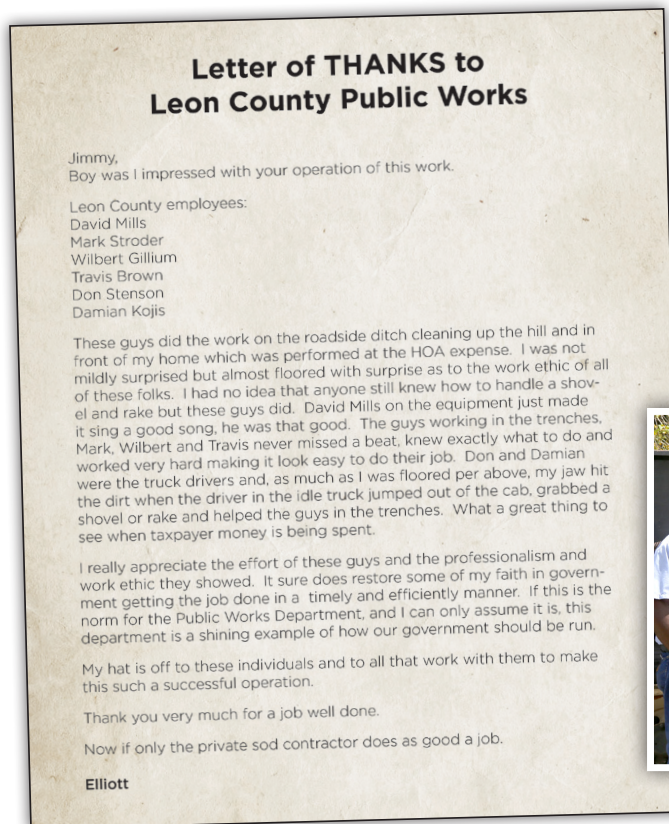 Letter of THANKS to
Leon County Public Works
Jimmy,
Boy was I impressed with your operation of this work.
Leon County employees:
David Mills
Mark Stroder
Wilbert Gillium
Travis Brown
Don Stenson
Damian Kojis
These guys did the work on the roadside ditch cleaning up the hill and in
front of my home which was performed at the HOA expense.  I was not
mildly surprised but almost floored with surprise as to the work ethic of all
of these folks.  I had no idea that anyone still knew how to handle a shov-
el and rake but these guys did.  David Mills on the equipment just made
it sing a good song, he was that good.  The guys working in the trenches,
Mark, Wilbert and Travis never missed a beat, knew exactly what to do and
worked very hard making it look easy to do their job.  Don and Damian
were the truck drivers and, as much as I was floored per above, my jaw hit
the dirt when the driver in the idle truck jumped out of the cab, grabbed a
shovel or rake and helped the guys in the trenches.  What a great thing to
see when taxpayer money is being spent.
I really appreciate the effort of these guys and the professionalism and
work ethic they showed.  It sure does restore some of my faith in govern-
ment getting the job done in a  timely and efficiently manner.  If this is the
norm for the Public Works Department, and I can only assume it is, this
department is a shining example of how our government should be run.
My hat is off to these individuals and to all that work with them to make
this such a successful operation.
Thank you very much for a job well done.
Now if only the private sod contractor does as good a job.
Elliott